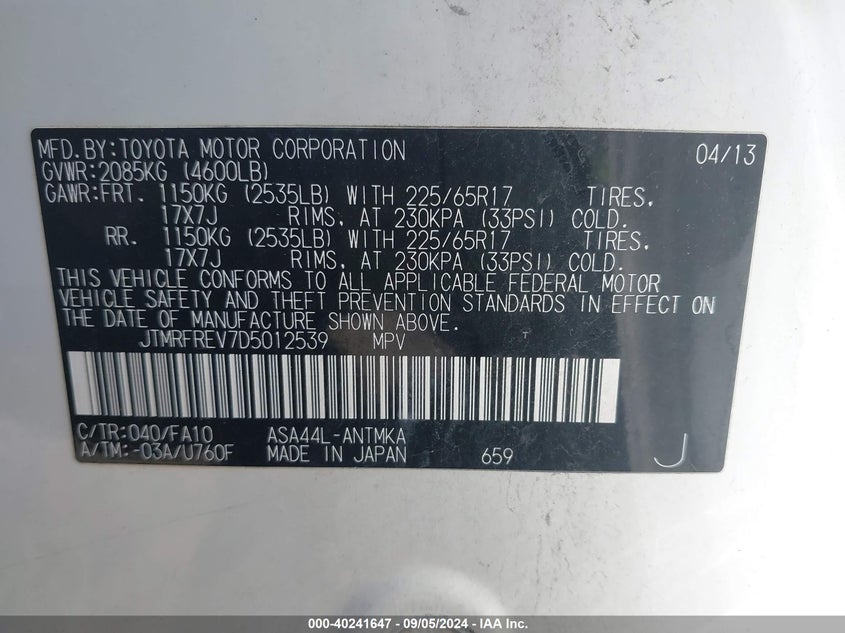 MFD.BY:TOYOTA MOTOR CORPORATION 04/13
GVWR:2085KG (4600LB)
GAWR:FRT. 1150KG (2535LB) WITH 225/65R17 TIRES,
17X7J RIMS, AT 230KPA (33PSI) COLD.
RR. 1150KG (2535LB) WITH 225/65R17 TIRES,
17X7J RIMS, AT 230KPA (33PSI) COLD.
THIS VEHICLE CONFORMS TO ALL APPLICABLE FEDERAL MOTOR
VEHICLE SAFETY AND THEFT PREVENTION STANDARDS IN EFFECT ON
THE DATE OF MANUFACTURE SHOWN ABOVE.
JTMRFREV7D5012539 MPV
C/TR:040/FA10 ASA44L-ANTMKA
A/TM:-03A/U760F MADE IN JAPAN 659 J
000-40241647 - 09/05/2024 - IAA Inc.